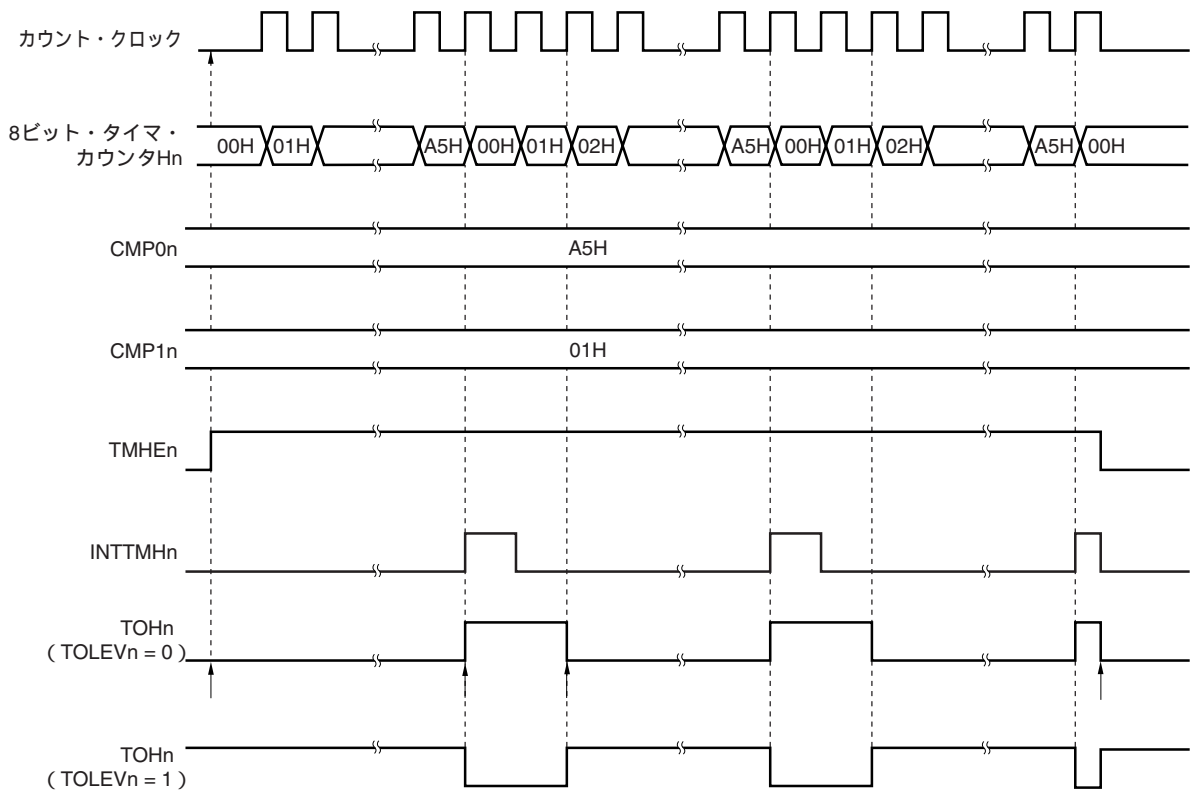 カウント・クロック
8ビット・タイマ・
カウンタHn
00H 01H A5H 00H 01H 02H A5H 00H 01H 02H A5H 00H
CMP0n
A5H
CMP1n
01H
TMHEn
INTTMHn
TOHn
( TOLEVn = 0 )
TOHn
( TOLEVn = 1 )